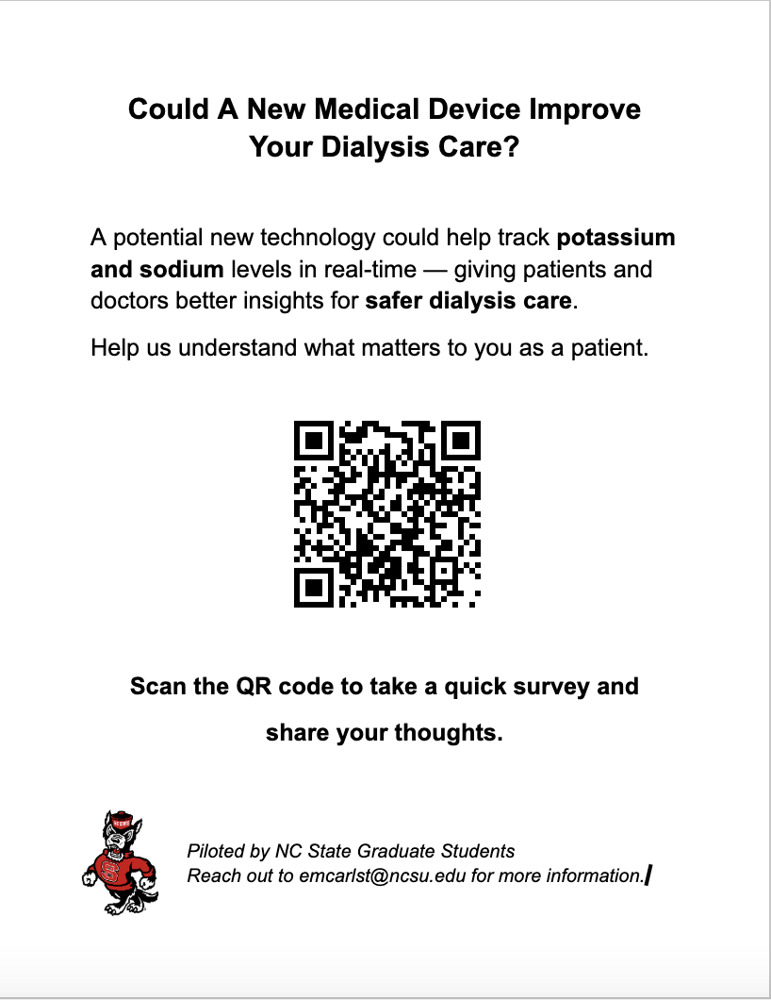 Could A New Medical Device Improve
Your Dialysis Care?
A potential new technology could help track potassium
and sodium levels in real-time — giving patients and
doctors better insights for safer dialysis care.
Help us understand what matters to you as a patient.
Scan the QR code to take a quick survey and
share your thoughts.
NC STATE
S
Piloted by NC State Graduate Students
Reach out to emcarlst@ncsu.edu for more information.